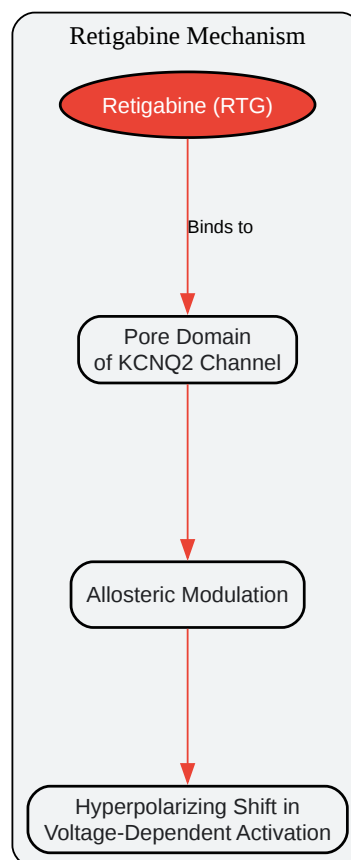 Retigabine Mechanism
Retigabine (RTG)
Binds to
Pore Domain
of KCNQ2 Channel
Allosteric Modulation
Hyperpolarizing Shift in
Voltage-Dependent Activation